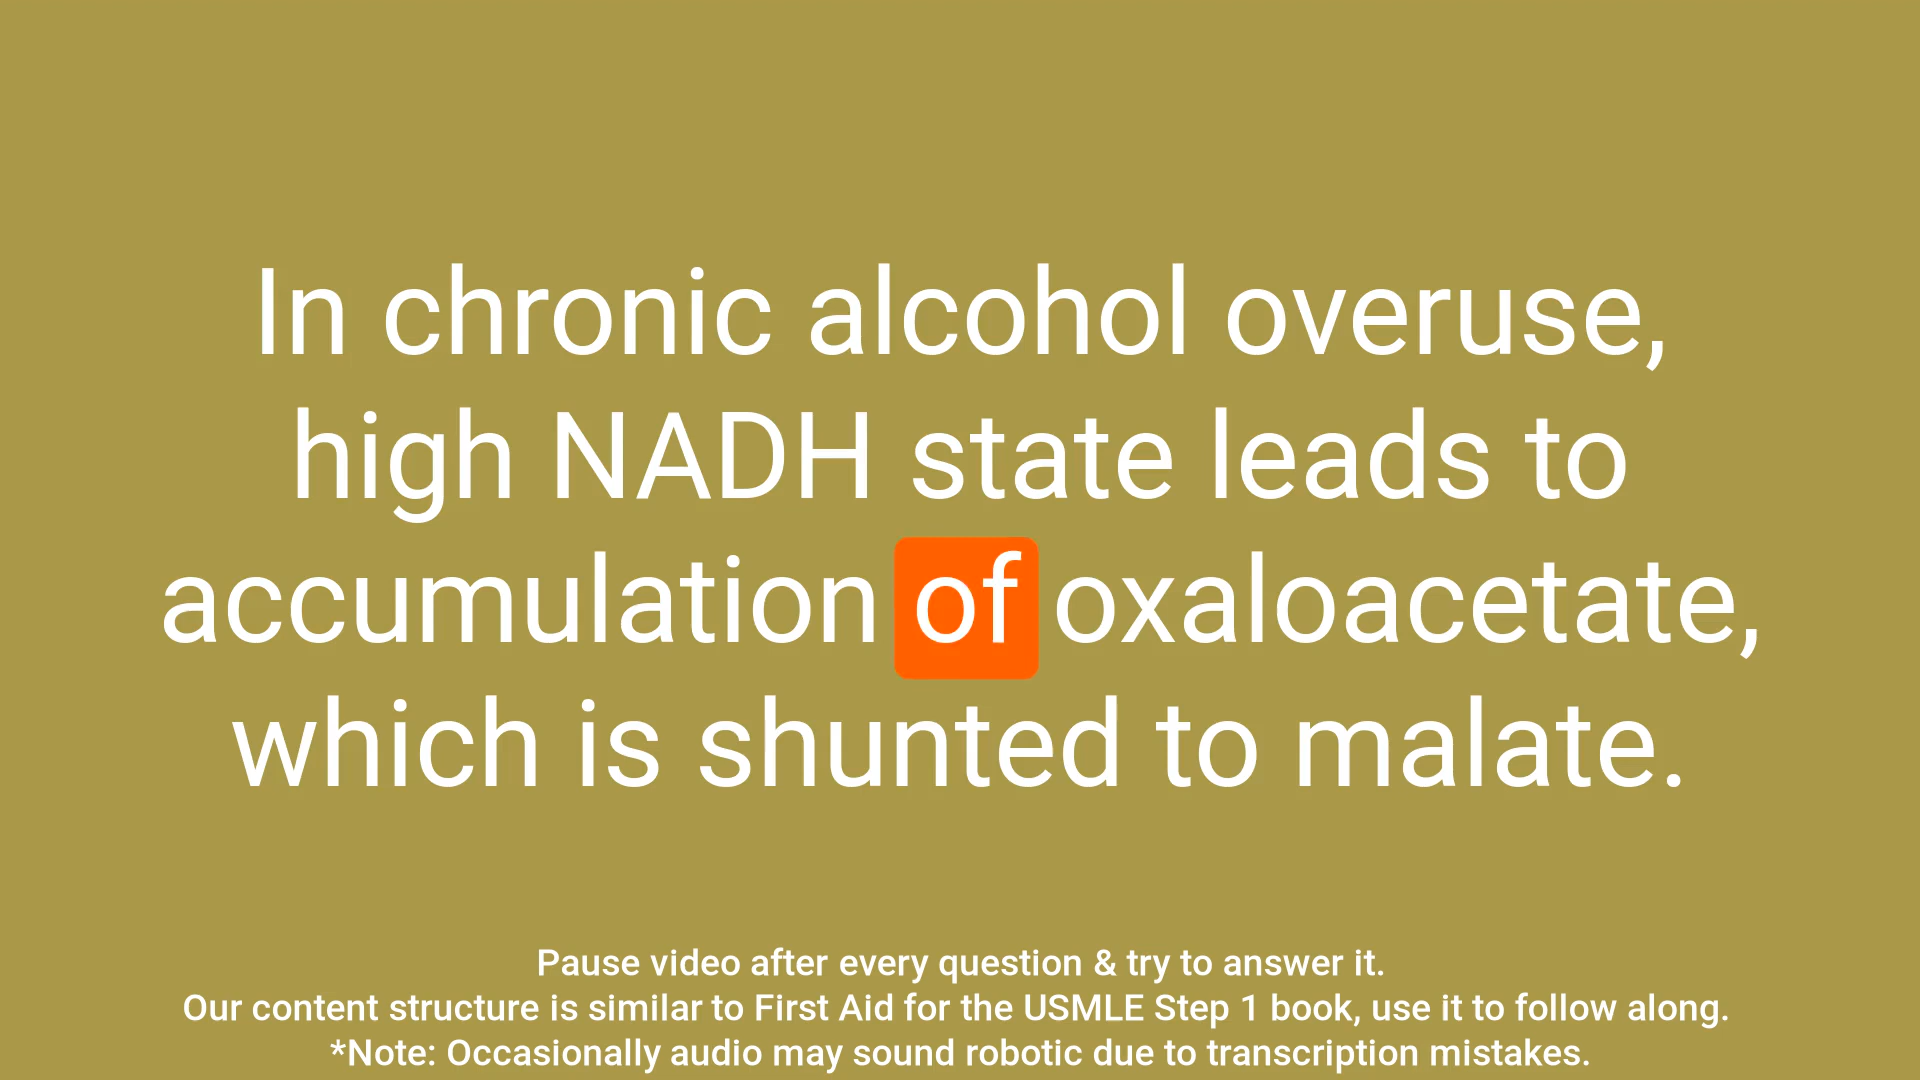 In chronic alcohol overuse,
high NADH state leads to
accumulation of oxaloacetate,
which is shunted to malate.
Pause video after every question & try to answer it.
Our content structure is similar to First Aid for the USMLE Step 1 book, use it to follow along.
*Note: Occasionally audio may sound robotic due to transcription mistakes.